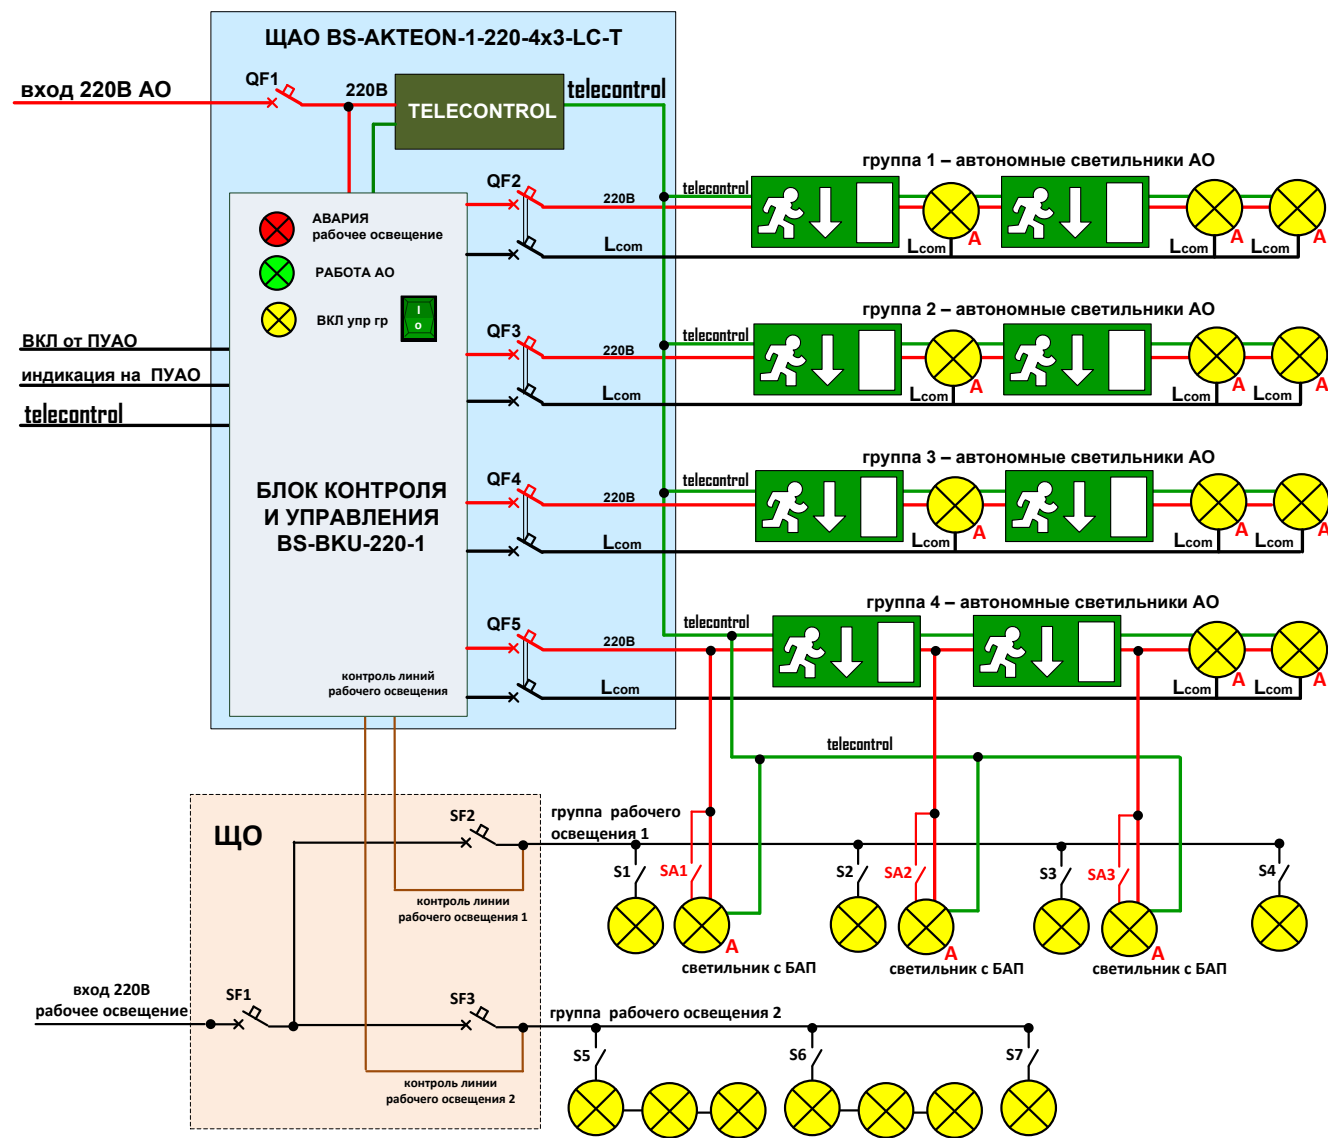 ЩАО BS-AKTEON-1-220-4x3-LC-T
вход 220В АО
QF1
220В
TELECONTROL
telecontrol
группа 1 – автономные светильники АО
QF2
220В
telecontrol
Lcom
Lcom
A
Lcom
A
Lcom
A
АВАРИЯ
рабочее освещение
РАБОТА АО
ВКЛ упр гр
I
o
группа 2 – автономные светильники АО
QF3
220В
telecontrol
Lcom
Lcom
A
Lcom
A
Lcom
A
ВКЛ от ПУАО
индикация на ПУАО
telecontrol
группа 3 – автономные светильники АО
QF4
220В
telecontrol
Lcom
Lcom
A
Lcom
A
Lcom
A
БЛОК КОНТРОЛЯ
И УПРАВЛЕНИЯ
BS-BKU-220-1
группа 4 – автономные светильники АО
QF5
220В
telecontrol
Lcom
Lcom
A
Lcom
A
контроль линий
рабочего освещения
telecontrol
ЩО
SF2
группа рабочего
освещения 1
S1
SA1
S2
SA2
S3
SA3
S4
контроль линии
рабочего освещения 1
A
светильник с БАП
A
светильник с БАП
A
светильник с БАП
вход 220В
рабочее освещение
SF1
SF3
группа рабочего освещения 2
S5
S6
S7
контроль линии
рабочего освещения 2